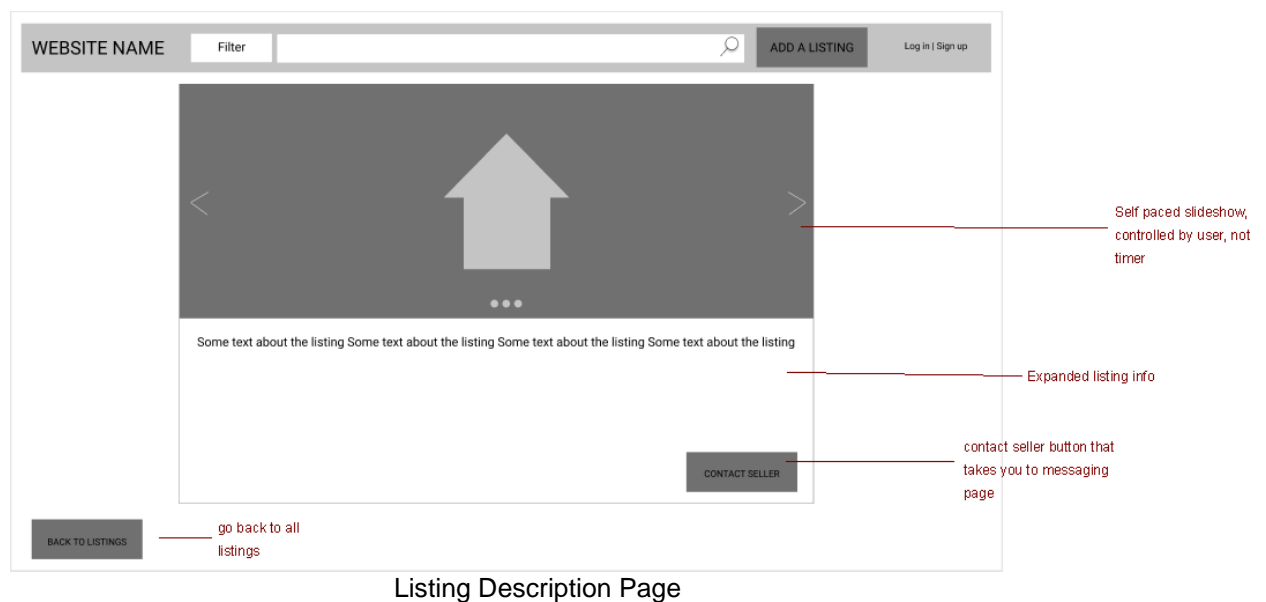 WEBSITE NAME
Filter
ADD A LISTING
Log in | Sign up
Self paced slideshow,
controlled by user, not
timer
Some text about the listing Some text about the listing Some text about the listing Some text about the listing
Expanded listing info
contact seller button that
takes you to messaging
page
CONTACT SELLER
BACK TO LISTINGS
go back to all
listings
Listing Description Page